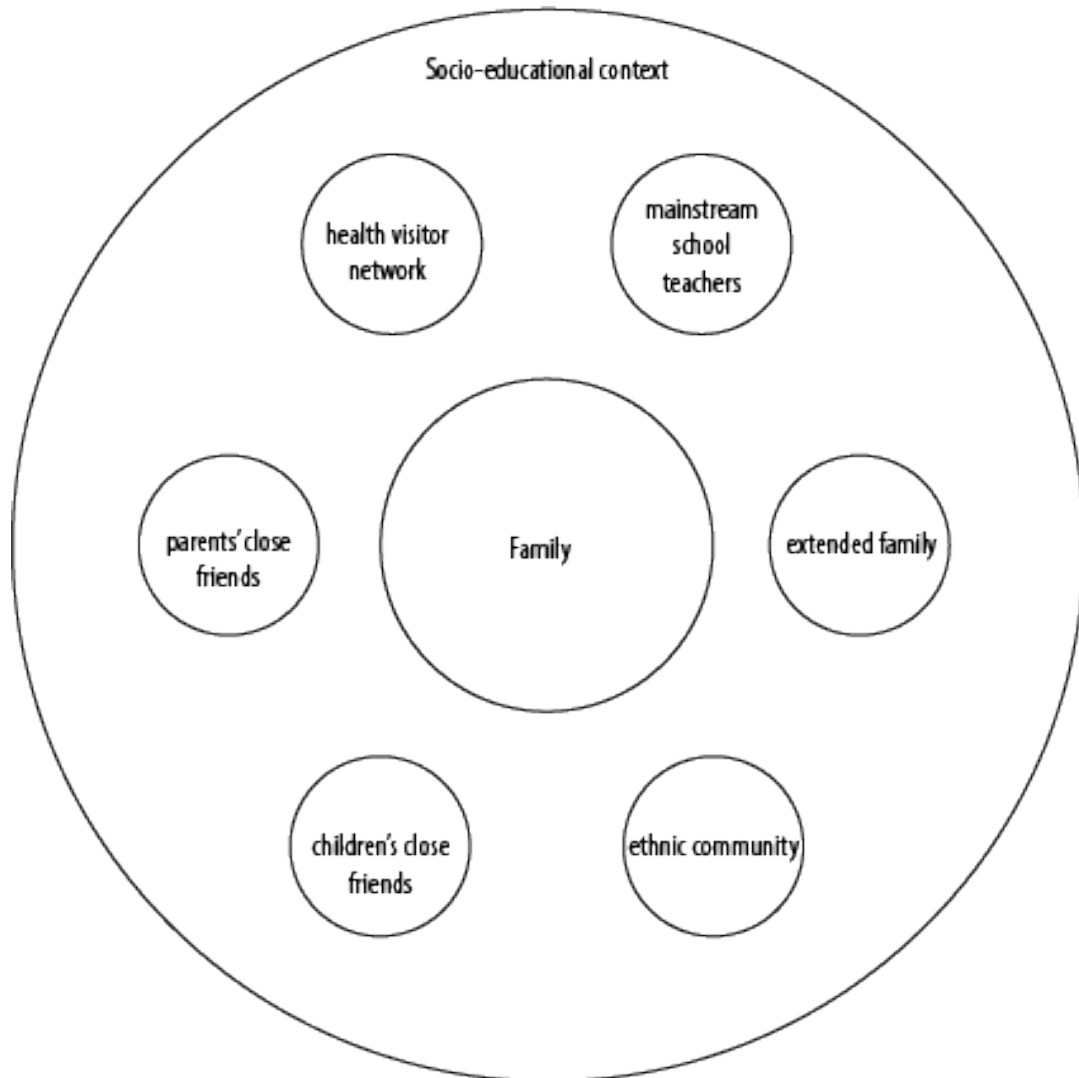 Socio-educational context
health visitor
network
mainstream
school
teachers
parents' close
friends
Family
extended family
children's close
friends
ethnic community